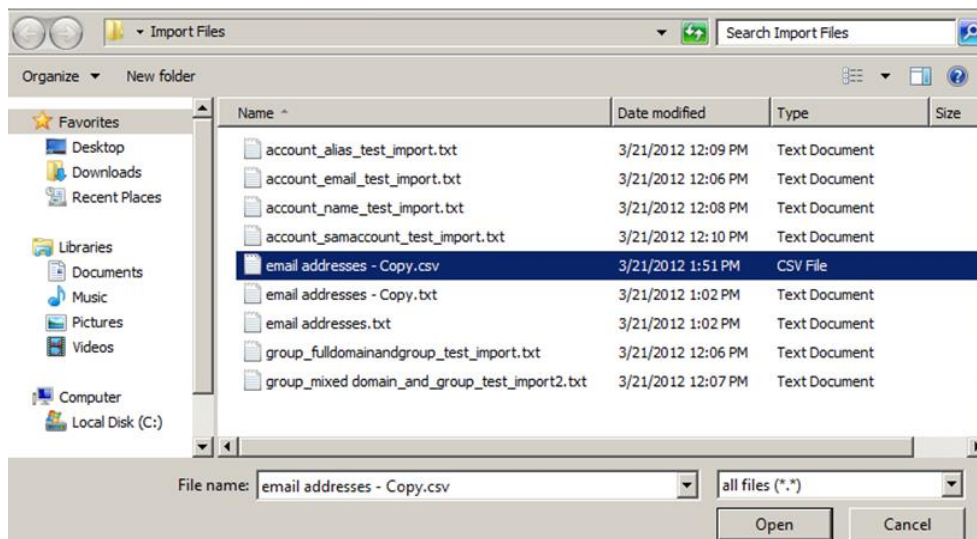 Import Files
Search Import Files
Organize New folder
Name Date modified Type Size
Favorites
Desktop
Downloads
Recent Places
Libraries
Documents
Music
Pictures
Videos
Computer
Local Disk (C:)
account_alias_test_import.txt 3/21/2012 12:09 PM Text Document
account_email_test_import.txt 3/21/2012 12:06 PM Text Document
account_name_test_import.txt 3/21/2012 12:08 PM Text Document
account_samaccount_test_import.txt 3/21/2012 12:10 PM Text Document
email addresses - Copy.csv 3/21/2012 1:51 PM CSV File
email addresses - Copy.txt 3/21/2012 1:02 PM Text Document
email addresses.txt 3/21/2012 1:02 PM Text Document
group_fulldomainandgroup_test_import.txt 3/21/2012 12:06 PM Text Document
group_mixed domain_and_group_test_import2.txt 3/21/2012 12:07 PM Text Document
File name: email addresses - Copy.csv all files (*.*)
Open Cancel